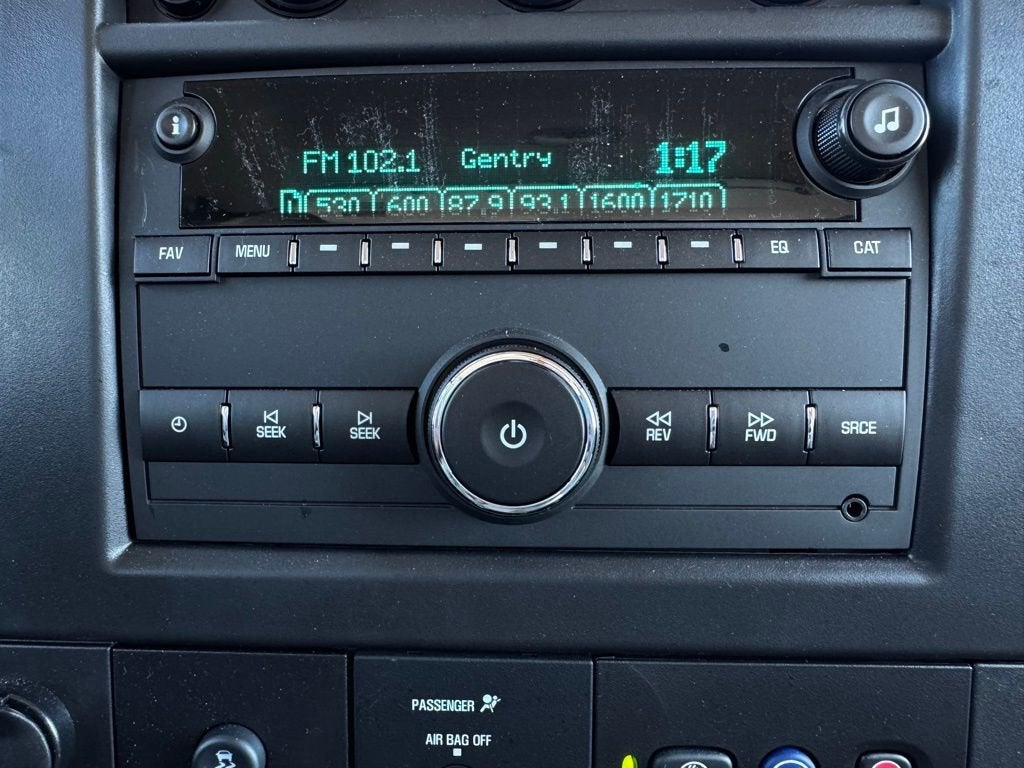 i
FM 102.1 Gentry 1:17
1 530 600 87.9 93.1 1600 1710
FAV MENU EQ CAT
SEEK SEEK REV FWD SRCE
PASSENGER
AIR BAG OFF